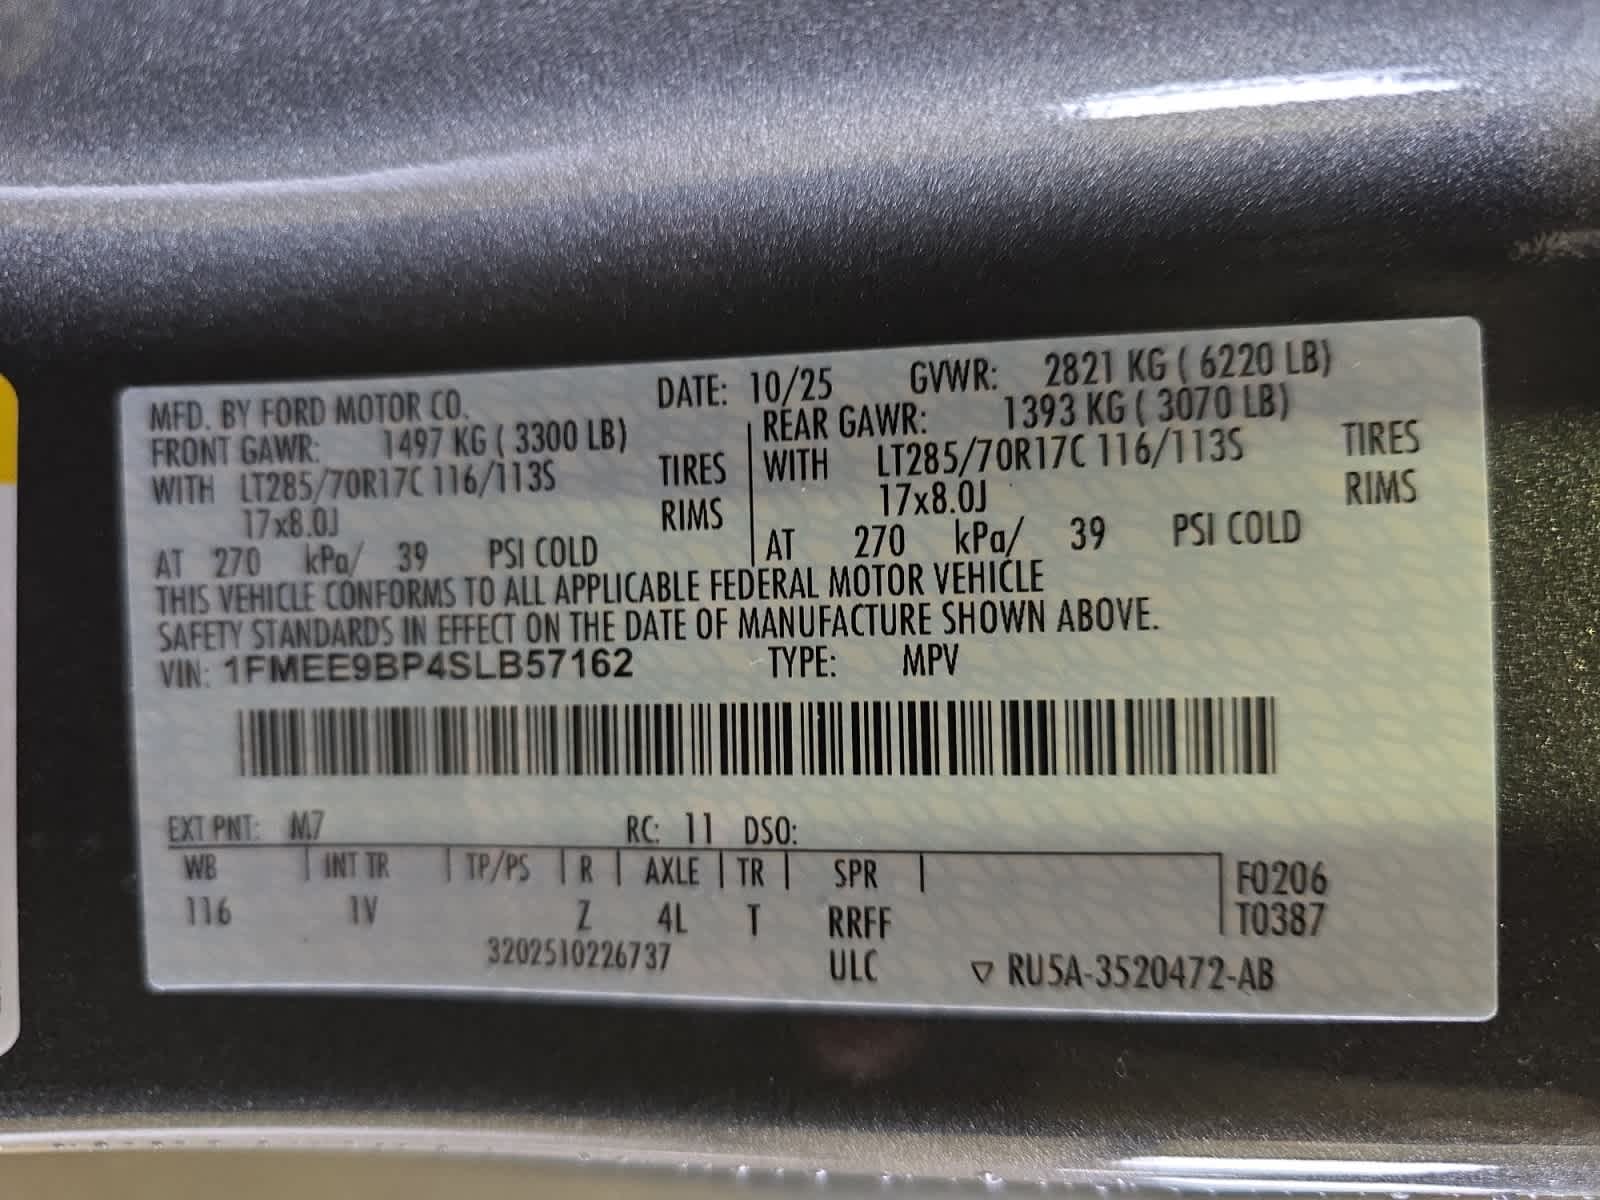 MFD. BY FORD MOTOR CO. DATE: 10/25 GVWR: 2821 KG ( 6220 LB)
FRONT GAWR: 1497 KG ( 3300 LB) REAR GAWR: 1393 KG ( 3070 LB)
WITH LT285/70R17C 116/113S TIRES WITH LT285/70R17C 116/113S TIRES
17x8.0J RIMS 17x8.0J RIMS
AT 270 kPa/ 39 PSI COLD AT 270 kPa/ 39 PSI COLD
THIS VEHICLE CONFORMS TO ALL APPLICABLE FEDERAL MOTOR VEHICLE
SAFETY STANDARDS IN EFFECT ON THE DATE OF MANUFACTURE SHOWN ABOVE.
VIN: 1FMEE9BP4SLB57162 TYPE: MPV
EXT PNT: M7 RC: 11 DSO:
WB INT TR TP/PS R AXLE TR SPR F0206
116 1V Z 4L T RRFF T0387
3202510226737 ULC ▽ RU5A-3520472-AB